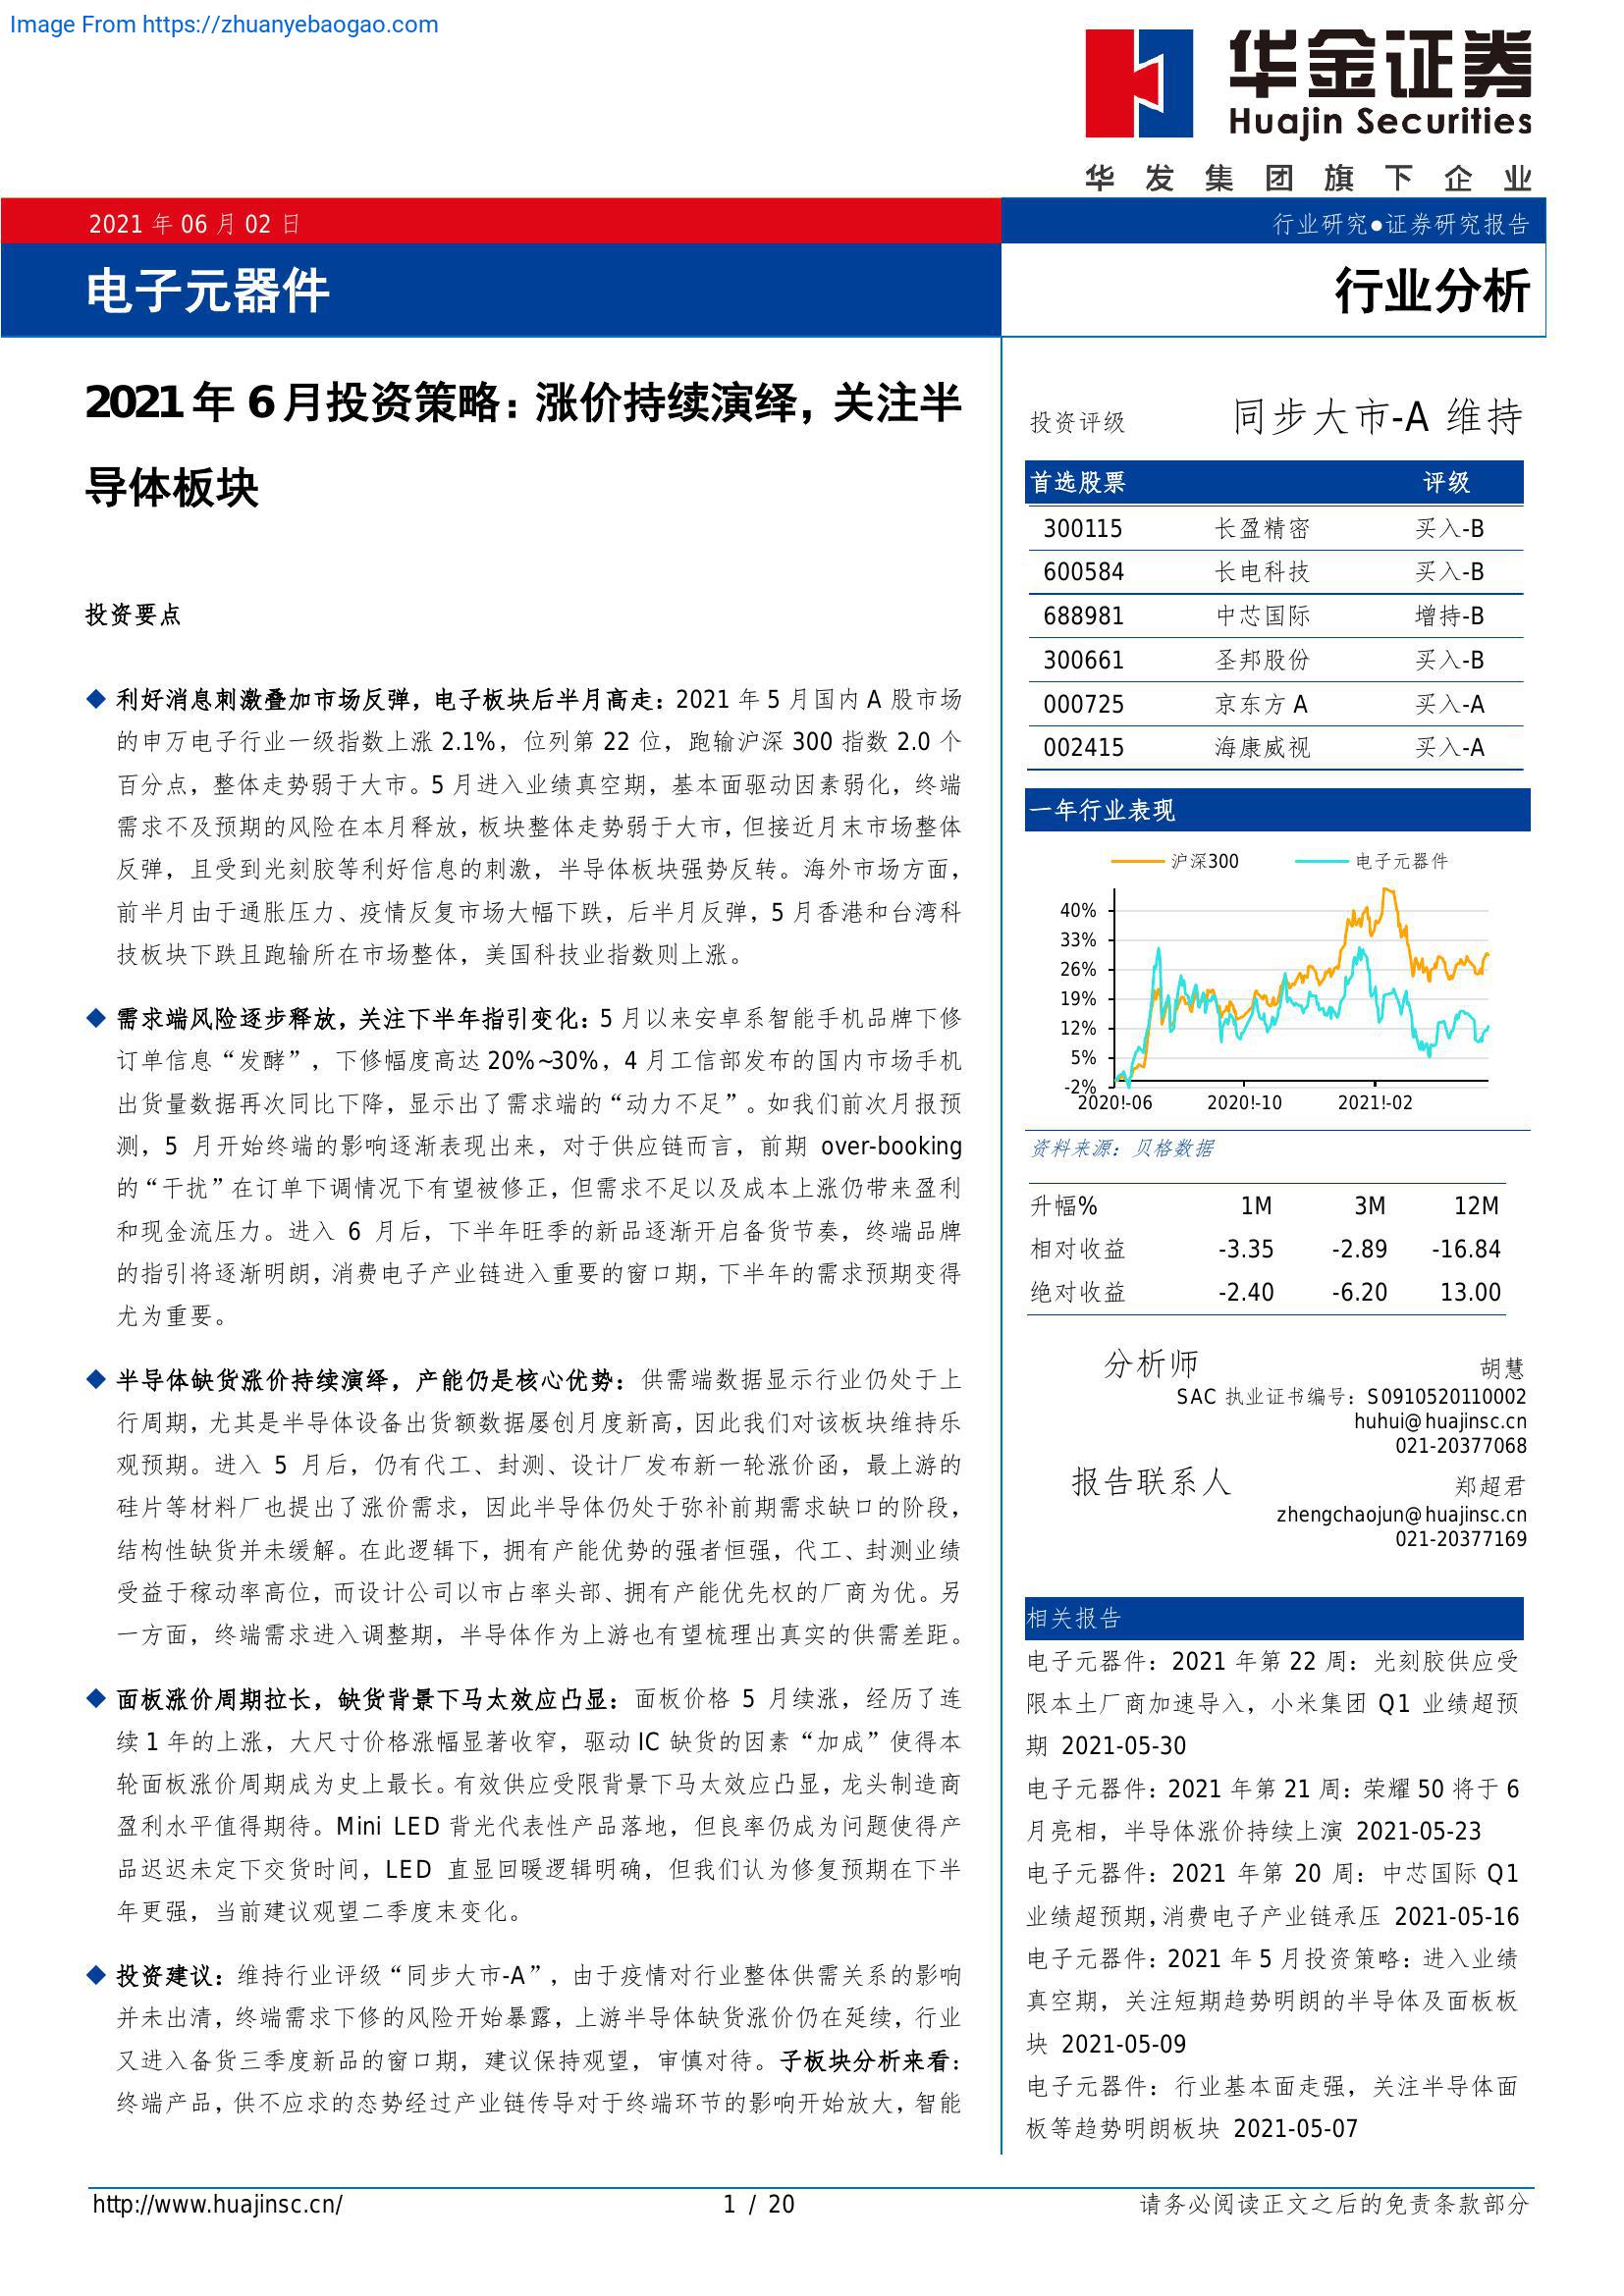 Image From https://zhuanyebaogao.com
华金证券
Huajin Securities
华发集团旗下企业
2021 年 06 月 02 日
行业研究●证券研究报告
电子元器件
行业分析
2021 年 6 月投资策略：涨价持续演绎，关注半
导体板块
投资要点
◆ 利好消息刺激叠加市场反弹，电子板块后半月高走：2021 年 5 月国内 A 股市场
的申万电子行业一级指数上涨 2.1%，位列第 22 位，跑输沪深 300 指数 2.0 个
百分点，整体走势弱于大市。5 月进入业绩真空期，基本面驱动因素弱化，终端
需求不及预期的风险在本月释放，板块整体走势弱于大市，但接近月末市场整体
反弹，且受到光刻胶等利好信息的刺激，半导体板块强势反转。海外市场方面，
前半月由于通胀压力、疫情反复市场大幅下跌，后半月反弹，5 月香港和台湾科
技板块下跌且跑输所在市场整体，美国科技业指数则上涨。
◆ 需求端风险逐步释放，关注下半年指引变化：5 月以来安卓系智能手机品牌下修
订单信息“发酵”，下修幅度高达 20%~30%，4 月工信部发布的国内市场手机
出货量数据再次同比下降，显示出了需求端的“动力不足”。如我们前次月报预
测，5 月开始终端的影响逐渐表现出来，对于供应链而言，前期 over-booking
的“干扰”在订单下调情况下有望被修正，但需求不足以及成本上涨仍带来盈利
和现金流压力。进入 6 月后，下半年旺季的新品逐渐开启备货节奏，终端品牌
的指引将逐渐明朗，消费电子产业链进入重要的窗口期，下半年的需求预期变得
尤为重要。
◆ 半导体缺货涨价持续演绎，产能仍是核心优势：供需端数据显示行业仍处于上
行周期，尤其是半导体设备出货额数据屡创月度新高，因此我们对该板块维持乐
观预期。进入 5 月后，仍有代工、封测、设计厂发布新一轮涨价函，最上游的
硅片等材料厂也提出了涨价需求，因此半导体仍处于弥补前期需求缺口的阶段，
结构性缺货并未缓解。在此逻辑下，拥有产能优势的强者恒强，代工、封测业绩
受益于稼动率高位，而设计公司以市占率头部、拥有产能优先权的厂商为优。另
一方面，终端需求进入调整期，半导体作为上游也有望梳理出真实的供需差距。
◆ 面板涨价周期拉长，缺货背景下马太效应凸显：面板价格 5 月续涨，经历了连
续 1 年的上涨，大尺寸价格涨幅显著收窄，驱动 IC 缺货的因素“加成”使得本
轮面板涨价周期成为史上最长。有效供应受限背景下马太效应凸显，龙头制造商
盈利水平值得期待。Mini LED 背光代表性产品落地，但良率仍成为问题使得产
品迟迟未定下交货时间，LED 直显回暖逻辑明确，但我们认为修复预期在下半
年更强，当前建议观望二季度末变化。
◆ 投资建议：维持行业评级“同步大市-A”，由于疫情对行业整体供需关系的影响
并未出清，终端需求下修的风险开始暴露，上游半导体缺货涨价仍在延续，行业
又进入备货三季度新品的窗口期，建议保持观望，审慎对待。子板块分析来看：
终端产品，供不应求的态势经过产业链传导对于终端环节的影响开始放大，智能
投资评级 同步大市-A 维持
首选股票 评级
300115 长盈精密 买入-B
600584 长电科技 买入-B
688981 中芯国际 增持-B
300661 圣邦股份 买入-B
000725 京东方 A 买入-A
002415 海康威视 买入-A
一年行业表现
沪深300 电子元器件
40%
33%
26%
19%
12%
5%
-2%
2020!-06 2020!-10 2021!-02
资料来源：贝格数据
升幅% 1M 3M 12M
相对收益 -3.35 -2.89 -16.84
绝对收益 -2.40 -6.20 13.00
分析师 胡慧
SAC 执业证书编号：S0910520110002
huhui@huajinsc.cn
021-20377068
报告联系人 郑超君
zhengchaojun@huajinsc.cn
021-20377169
相关报告
电子元器件：2021 年第 22 周：光刻胶供应受
限本土厂商加速导入，小米集团 Q1 业绩超预
期 2021-05-30
电子元器件：2021 年第 21 周：荣耀 50 将于 6
月亮相，半导体涨价持续上演 2021-05-23
电子元器件：2021 年第 20 周：中芯国际 Q1
业绩超预期，消费电子产业链承压 2021-05-16
电子元器件：2021 年 5 月投资策略：进入业绩
真空期，关注短期趋势明朗的半导体及面板板
块 2021-05-09
电子元器件：行业基本面走强，关注半导体面
板等趋势明朗板块 2021-05-07
http://www.huajinsc.cn/ 1 / 20 请务必阅读正文之后的免责条款部分